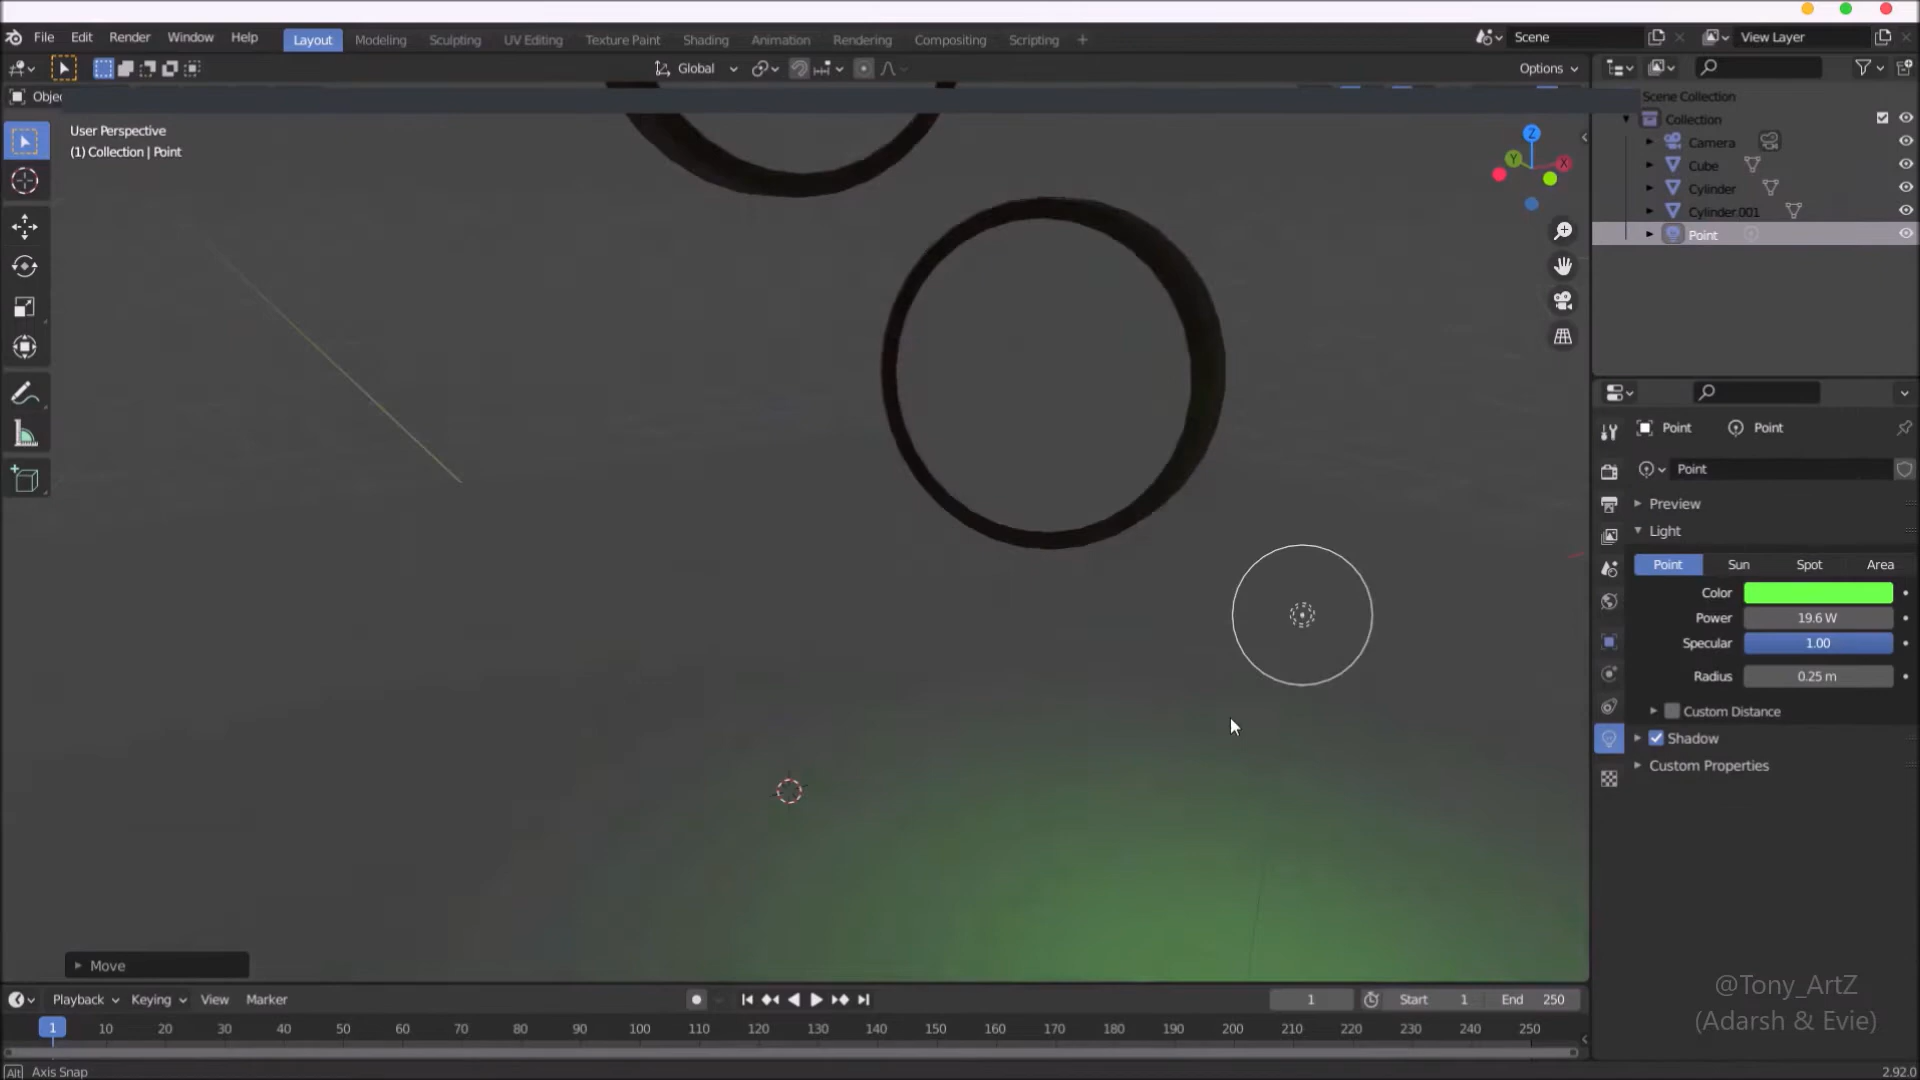 File Edit Render Window Help Layout Modeling Sculpting UV Editing Texture Paint Shading Animation Rendering Compositing Scripting + Scene View Layer
Global Options
Objec
Scene Collection
User Perspective
(1) Collection | Point
Collection
Camera
Cube
Cylinder
Cylinder.001
Point
Z
Y
X
Point Point
Point
Preview
Light
Point Sun Spot Area
Color
Power 19.6 W
Specular 1.00
Radius 0.25 m
Custom Distance
Shadow
Custom Properties
Move
@Tony_ArtZ
(Adarsh & Evie)
Playback Keying View Marker 1 Start 1 End 250
1 10 20 30 40 50 60 70 80 90 100 110 120 130 140 150 160 170 180 190 200 210 220 230 240 250
Alt Axis Snap 2.92.0